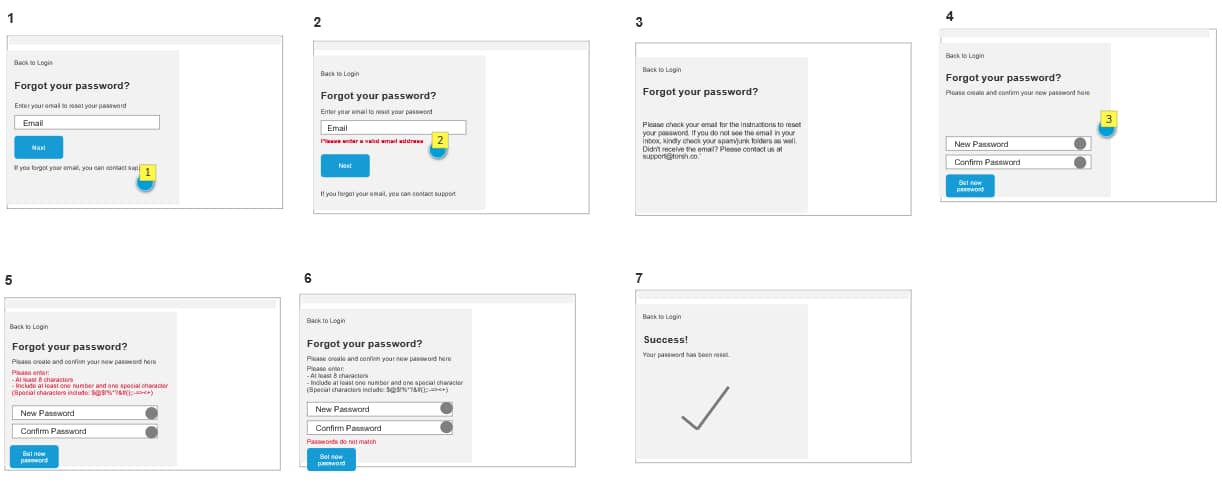 1
Back to Login
Forgot your password?
Enter your email to reset your password
Email
Next
If you forgot your email, you can contact sup
1
2
Back to Login
Forgot your password?
Enter your email to reset your password
Email
Please enter a valid email address
2
Next
If you forgot your email, you can contact support
3
Back to Login
Forgot your password?
Please check your email for the instructions to reset
your password. If you do not see the email in your
inbox, kindly check your spam/junk folders as well.
Didn't receive the email? Please contact us at
4
Back to Login
Forgot your password?
Please create and confirm your new password here
3
New Password
Confirm Password
Set new
password
5
Back to Login
Forgot your password?
Please create and confirm your new password here
Please enter:
- At least 8 characters
- Include at least one number and one special character
(Special characters include:
New Password
Confirm Password
Set new
password
6
Back to Login
Forgot your password?
Please create and confirm your new password here
Please enter:
- At least 8 characters
- Include at least one number and one special character
(Special characters include:
New Password
Confirm Password
Passwords do not match
Set new
password
7
Back to Login
Success!
Your password has been reset.